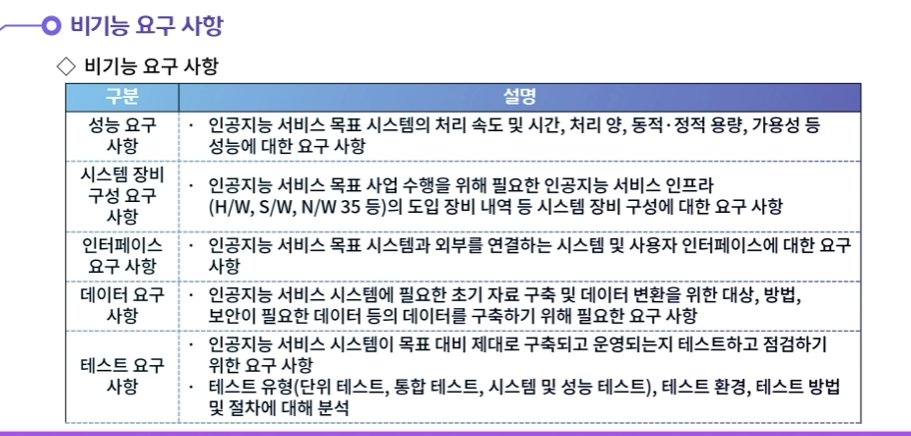 비기능 요구 사항
◇ 비기능 요구 사항
구분 설명
성능 요구
사항
· 인공지능 서비스 목표 시스템의 처리 속도 및 시간, 처리 양, 동적·정적 용량, 가용성 등
성능에 대한 요구 사항
시스템 장비
구성 요구
사항
· 인공지능 서비스 목표 사업 수행을 위해 필요한 인공지능 서비스 인프라
(H/W, S/W, N/W 35 등)의 도입 장비 내역 등 시스템 장비 구성에 대한 요구 사항
인터페이스
요구 사항
· 인공지능 서비스 목표 시스템과 외부를 연결하는 시스템 및 사용자 인터페이스에 대한 요구
사항
데이터 요구
사항
· 인공지능 서비스 시스템에 필요한 초기 자료 구축 및 데이터 변환을 위한 대상, 방법,
보안이 필요한 데이터 등의 데이터를 구축하기 위해 필요한 요구 사항
테스트 요구
사항
· 인공지능 서비스 시스템이 목표 대비 제대로 구축되고 운영되는지 테스트하고 점검하기
위한 요구 사항
· 테스트 유형(단위 테스트, 통합 테스트, 시스템 및 성능 테스트), 테스트 환경, 테스트 방법
및 절차에 대해 분석